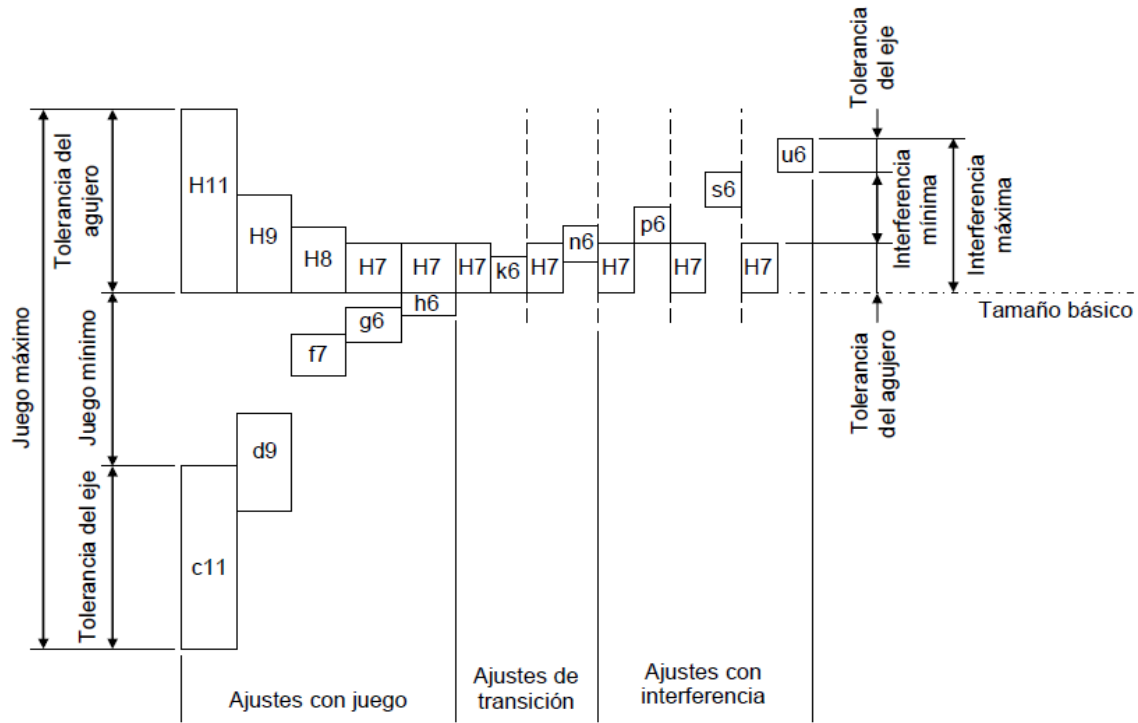 Juego máximo
Tolerancia del
agujero
Juego mínimo
Tolerancia del eje
H11
H9
H8
H7
H7
H7
k6
H7
n6
H7
p6
H7
s6
H7
u6
h6
g6
f7
d9
c11
Tolerancia
del eje
Interferencia
mínima
Interferencia
máxima
Tamaño básico
Tolerancia
del agujero
Ajustes con juego
Ajustes de
transición
Ajustes con
interferencia